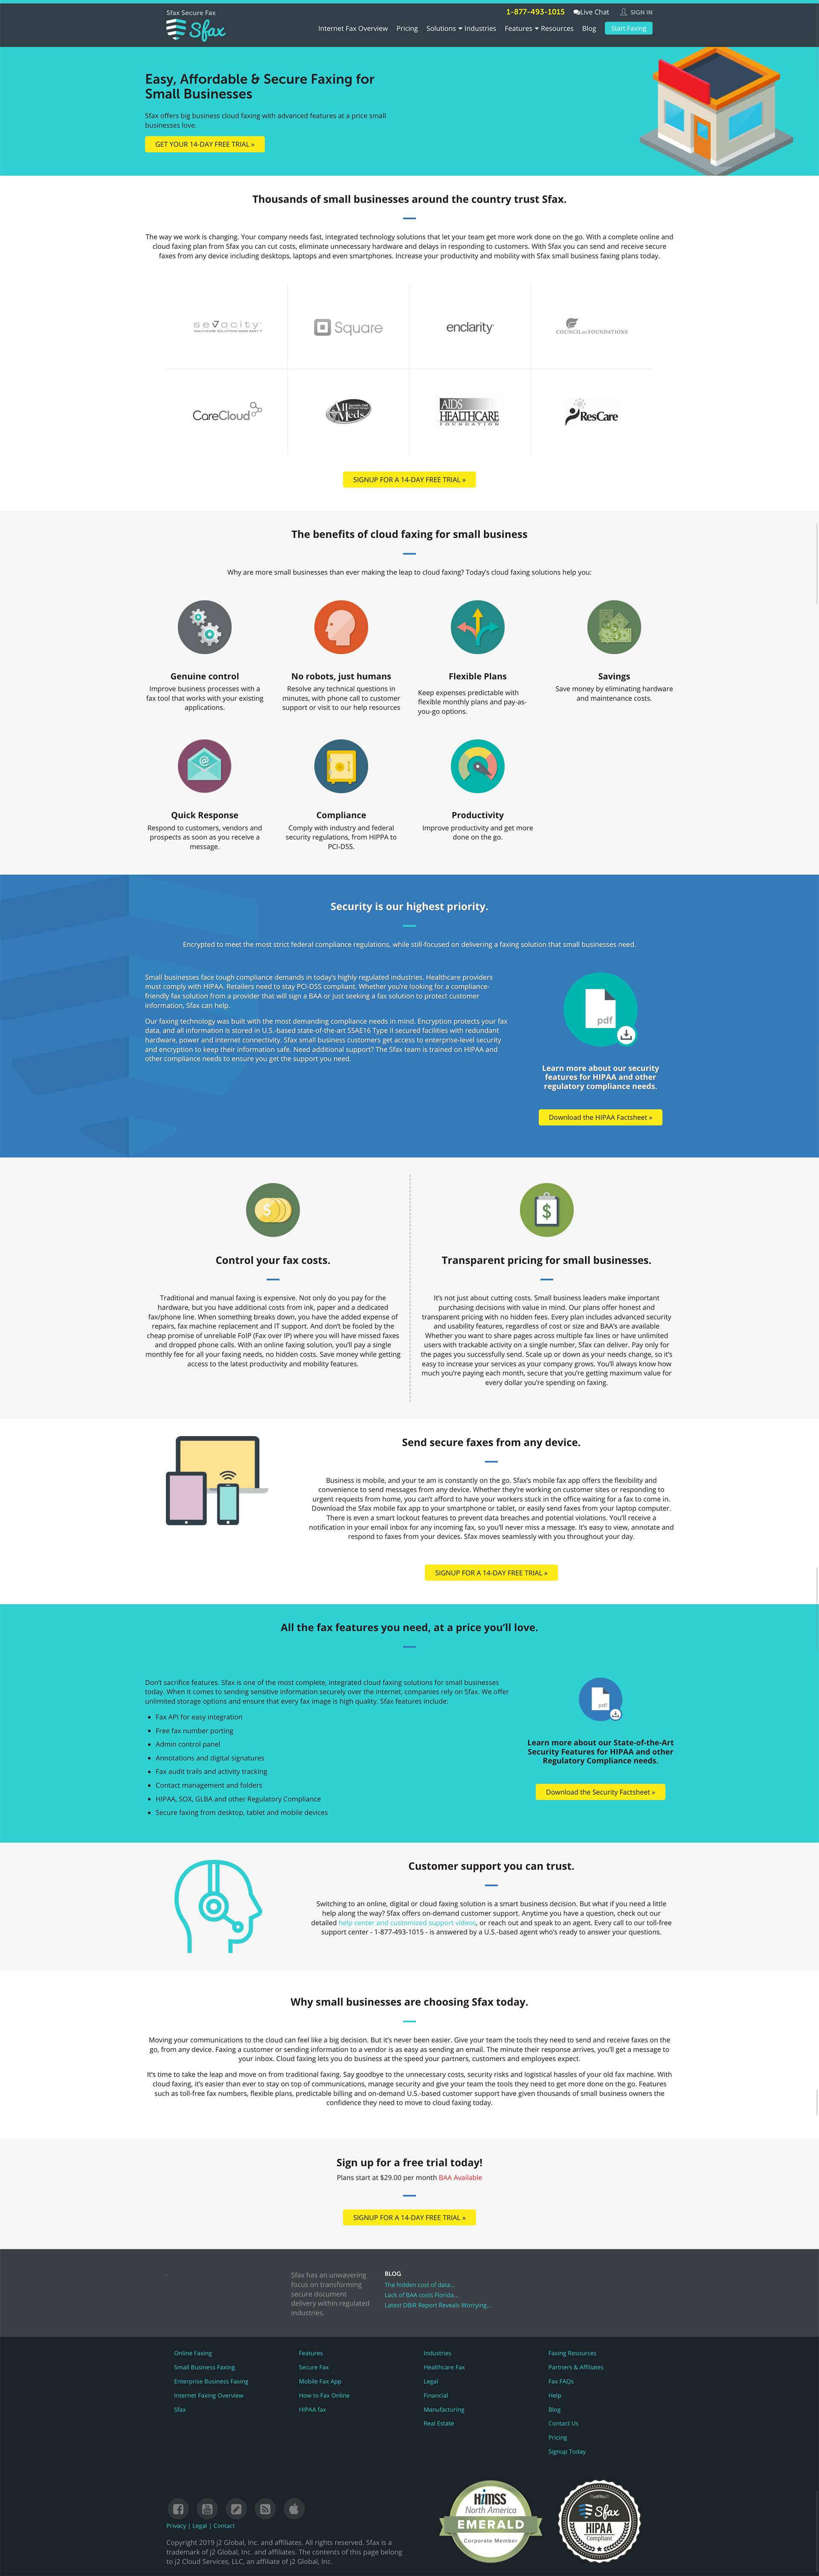 Sfax Secure Fax
1-877-493-1015 Live Chat SIGN IN
Sfax
Internet Fax Overview Pricing Solutions Industries Features Resources Blog Start Faxing
Easy, Affordable & Secure Faxing for
Small Businesses
Sfax offers big business cloud faxing with advanced features at a price small
businesses love.
GET YOUR 14-DAY FREE TRIAL »
Thousands of small businesses around the country trust Sfax.
The way we work is changing. Your company needs fast, integrated technology solutions that let your team get more work done on the go. With a complete online and
cloud faxing plan from Sfax you can cut costs, eliminate unnecessary hardware and delays in responding to customers. With Sfax you can send and receive secure
faxes from any device including desktops, laptops and even smartphones. Increase your productivity and mobility with Sfax small business faxing plans today.
sevocity
HEALTHCARE SOLUTIONS MADE EASY
Square
enclarity
COUNCIL on FOUNDATIONS
CareCloud
All
Meds
AIDS
HEALTHCARE
FOUNDATION
ResCare
SIGNUP FOR A 14-DAY FREE TRIAL »
The benefits of cloud faxing for small business
Why are more small businesses than ever making the leap to cloud faxing? Today's cloud faxing solutions help you:
Genuine control
Improve business processes with a
fax tool that works with your existing
applications.
No robots, just humans
Resolve any technical questions in
minutes, with phone call to customer
support or visit to our help resources
Flexible Plans
Keep expenses predictable with
flexible monthly plans and pay-as-
you-go options.
Savings
Save money by eliminating hardware
and maintenance costs.
Quick Response
Respond to customers, vendors and
prospects as soon as you receive a
message.
Compliance
Comply with industry and federal
security regulations, from HIPPA to
PCI-DSS.
Productivity
Improve productivity and get more
done on the go.
Security is our highest priority.
Encrypted to meet the most strict federal compliance regulations, while still-focused on delivering a faxing solution that small businesses need.
Small businesses face tough compliance demands in today's highly regulated industries. Healthcare providers
must comply with HIPAA. Retailers need to stay PCI-DSS compliant. Whether you're looking for a compliance-
friendly fax solution from a provider that will sign a BAA or just seeking a fax solution to protect customer
information, Sfax can help.
Our faxing technology was built with the most demanding compliance needs in mind. Encryption protects your fax
data, and all information is stored in U.S.-based state-of-the-art SSAE16 Type II secured facilities with redundant
hardware, power and internet connectivity. Sfax small business customers get access to enterprise-level security
and encryption to keep their information safe. Need additional support? The Sfax team is trained on HIPAA and
other compliance needs to ensure you get the support you need.
pdf
Learn more about our security
features for HIPAA and other
regulatory compliance needs.
Download the HIPAA Factsheet »
Control your fax costs.
Traditional and manual faxing is expensive. Not only do you pay for the
hardware, but you have additional costs from ink, paper and a dedicated
fax/phone line. When something breaks down, you have the added expense of
repairs, fax machine replacement and IT support. And don't be fooled by the
cheap promise of unreliable FoIP (Fax over IP) where you will have missed faxes
and dropped phone calls. With an online faxing solution, you'll pay a single
monthly fee for all your faxing needs, no hidden costs. Save money while getting
access to the latest productivity and mobility features.
Transparent pricing for small businesses.
It's not just about cutting costs. Small business leaders make important
purchasing decisions with value in mind. Our plans offer honest and
transparent pricing with no hidden fees. Every plan includes advanced security
and usability features, regardless of cost or size and BAA's are available
Whether you want to share pages across multiple fax lines or have unlimited
users with trackable activity on a single number, Sfax can deliver. Pay only for
the pages you successfully send. Scale up or down as your needs change, so it's
easy to increase your services as your company grows. You'll always know how
much you're paying each month, secure that you're getting maximum value for
every dollar you're spending on faxing.
Send secure faxes from any device.
Business is mobile, and your te am is constantly on the go. Sfax's mobile fax app offers the flexibility and
convenience to send messages from any device. Whether they're working on customer sites or responding to
urgent requests from home, you can't afford to have your workers stuck in the office waiting for a fax to come in.
Download the Sfax mobile fax app to your smartphone or tablet, or easily send faxes from your laptop computer.
There is even a smart lockout features to prevent data breaches and potential violations. You'll receive a
notification in your email inbox for any incoming fax, so you'll never miss a message. It's easy to view, annotate and
respond to faxes from your devices. Sfax moves seamlessly with you throughout your day.
SIGNUP FOR A 14-DAY FREE TRIAL »
All the fax features you need, at a price you'll love.
Don't sacrifice features. Sfax is one of the most complete, integrated cloud faxing solutions for small businesses
today. When it comes to sending sensitive information securely over the internet, companies rely on Sfax. We offer
unlimited storage options and ensure that every fax image is high quality. Sfax features include:
• Fax API for easy integration
• Free fax number porting
• Admin control panel
• Annotations and digital signatures
• Fax audit trails and activity tracking
• Contact management and folders
• HIPAA, SOX, GLBA and other Regulatory Compliance
• Secure faxing from desktop, tablet and mobile devices
pdf
Learn more about our State-of-the-Art
Security Features for HIPAA and other
Regulatory Compliance needs.
Download the Security Factsheet »
Customer support you can trust.
Switching to an online, digital or cloud faxing solution is a smart business decision. But what if you need a little
help along the way? Sfax offers on-demand customer support. Anytime you have a question, check out our
detailed help center and customized support videos, or reach out and speak to an agent. Every call to our toll-free
support center - 1-877-493-1015 - is answered by a U.S.-based agent who's ready to answer your questions.
Why small businesses are choosing Sfax today.
Moving your communications to the cloud can feel like a big decision. But it's never been easier. Give your team the tools they need to send and receive faxes on the
go, from any device. Faxing a customer or sending information to a vendor is as easy as sending an email. The minute their response arrives, you'll get a message to
your inbox. Cloud faxing lets you do business at the speed your partners, customers and employees expect.
It's time to take the leap and move on from traditional faxing. Say goodbye to the unnecessary costs, security risks and logistical hassles of your old fax machine. With
cloud faxing, it's easier than ever to stay on top of communications, manage security and give your team the tools they need to get more done on the go. Features
such as toll-free fax numbers, flexible plans, predictable billing and on-demand U.S.-based customer support have given thousands of small business owners the
confidence they need to move to cloud faxing today.
Sign up for a free trial today!
Plans start at $29.00 per month BAA Available
SIGNUP FOR A 14-DAY FREE TRIAL »
Sfax has an unwavering
focus on transforming
secure document
delivery within regulated
industries.
BLOG
The hidden cost of data...
Lack of BAA costs Florida...
Latest DBIR Report Reveals Worrying...
Online Faxing
Small Business Faxing
Enterprise Business Faxing
Internet Faxing Overview
Sfax
Features
Secure Fax
Mobile Fax App
How to Fax Online
HIPAA fax
Industries
Healthcare Fax
Legal
Financial
Manufacturing
Real Estate
Faxing Resources
Partners & Affiliates
Fax FAQs
Help
Blog
Contact Us
Pricing
Signup Today
Privacy | Legal | Contact
Copyright 2019 j2 Global, Inc. and affiliates. All rights reserved. Sfax is a
trademark of j2 Global, Inc. and affiliates. The contents of this page belong
to j2 Cloud Services, LLC, an affiliate of j2 Global, Inc.
HiMSS
North America
EMERALD
Corporate Member
Sfax
HIPAA
Compliant